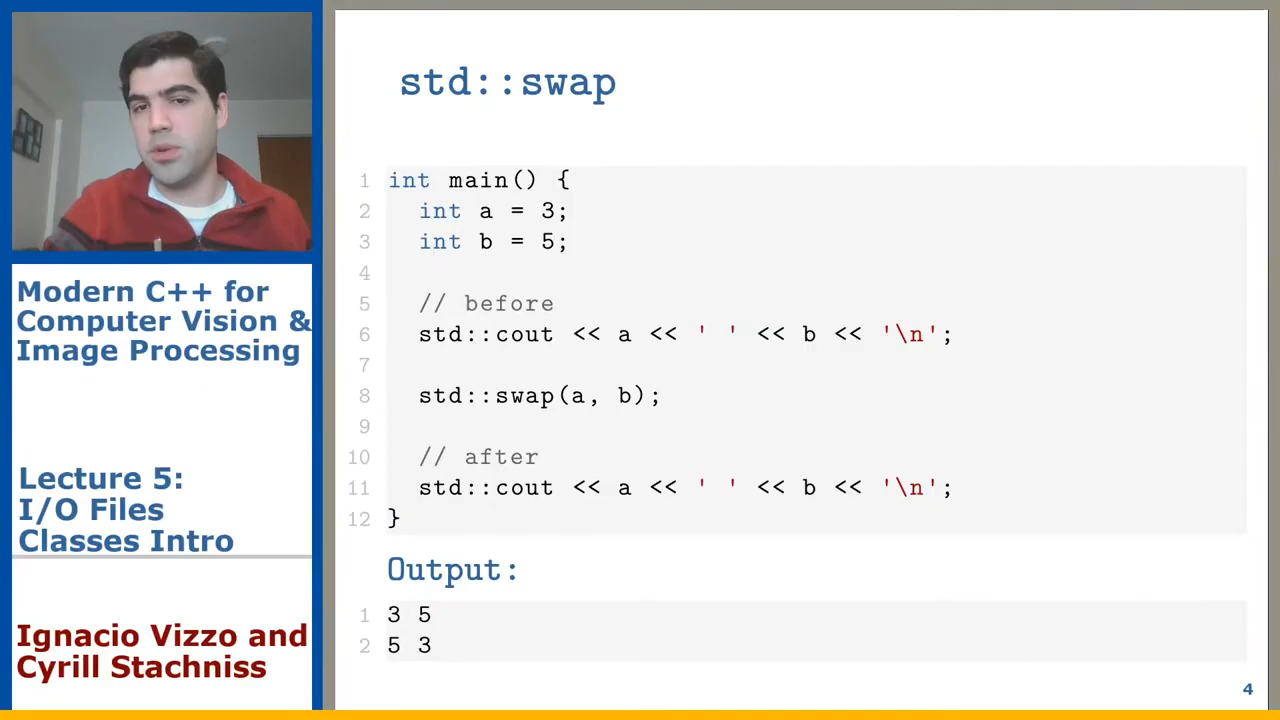 Modern C++ for
Computer Vision &
Image Processing
Lecture 5:
I/O Files
Classes Intro
Ignacio Vizzo and
Cyrill Stachniss
std::swap
1 int main() {
2   int a = 3;
3   int b = 5;
4
5   // before
6   std::cout << a << ' ' << b << '\n';
7
8   std::swap(a, b);
9
10   // after
11   std::cout << a << ' ' << b << '\n';
12 }
Output:
1 3 5
2 5 3
4